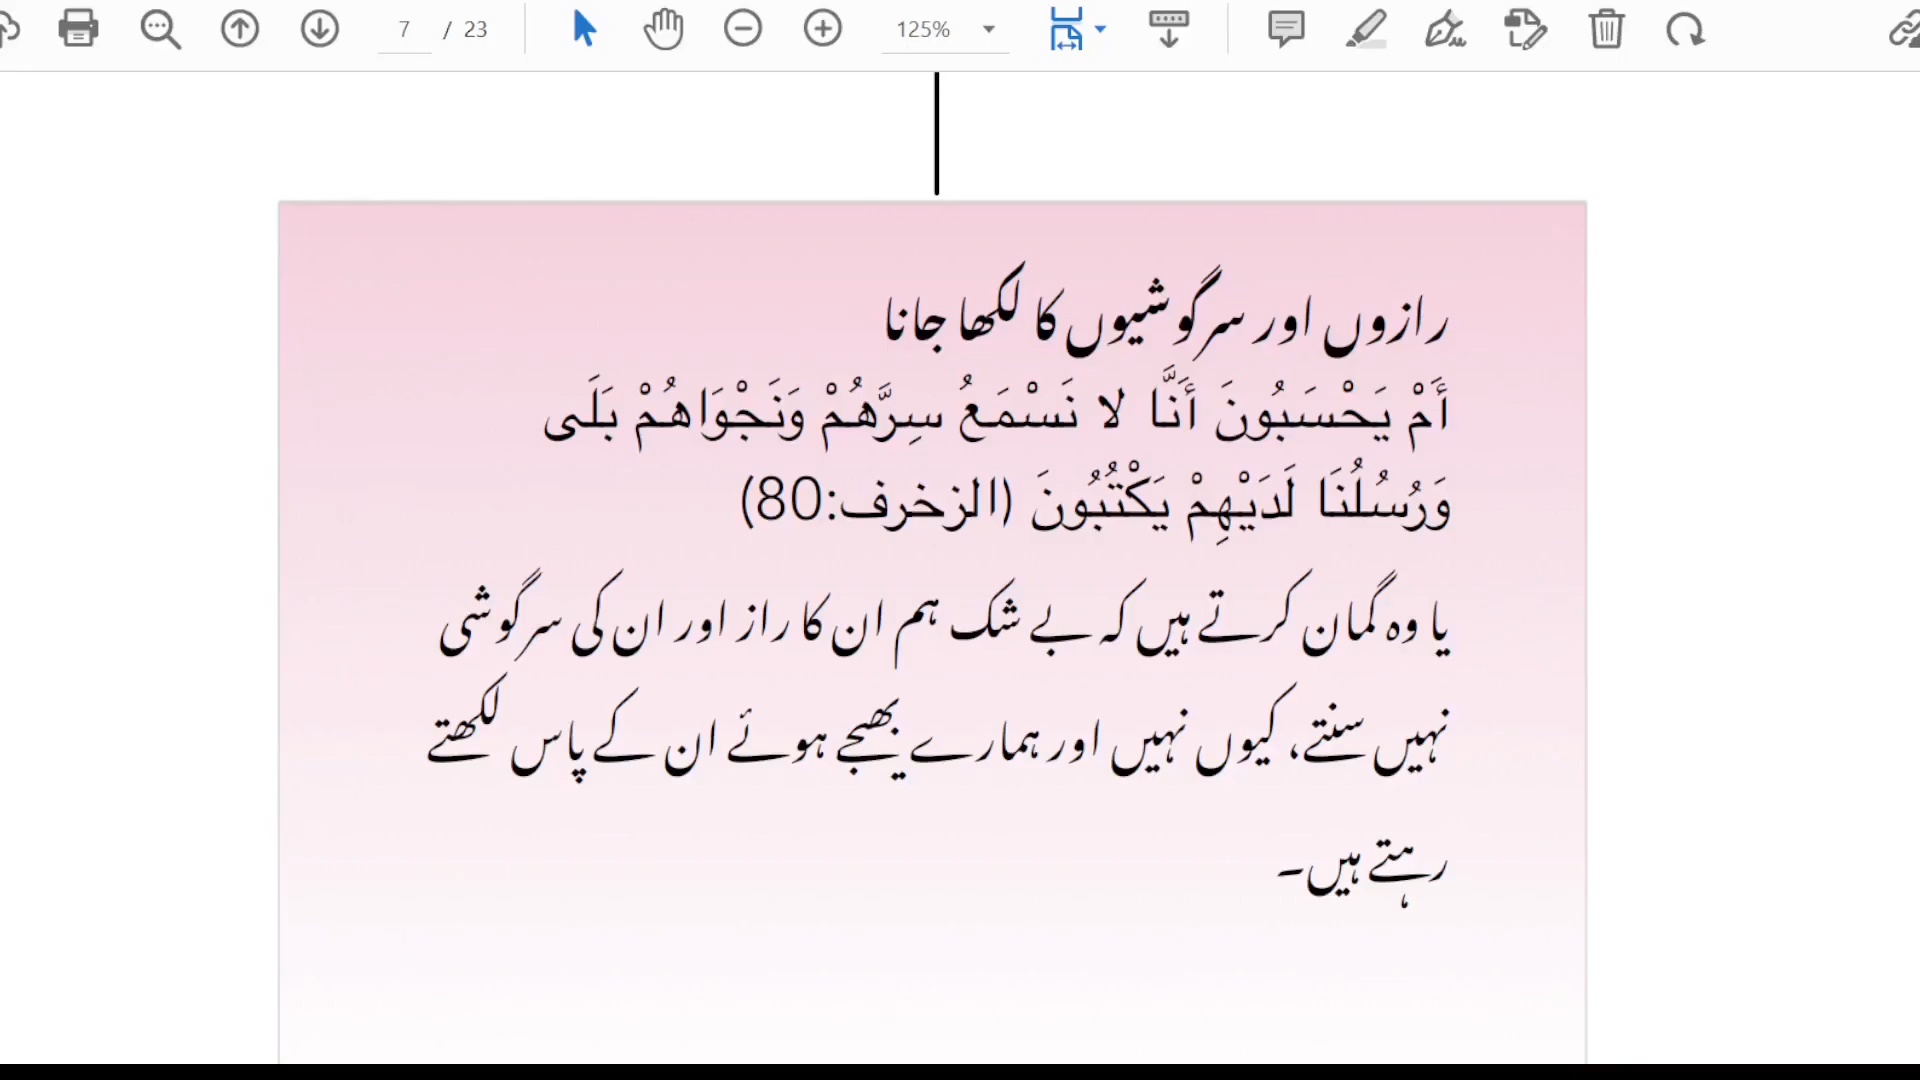 7 / 23 125%
رازوں اور سرگوشیوں کا لکھا جانا
أَمْ يَحْسَبُونَ أَنَّا لا نَسْمَعُ سِرَّهُمْ وَنَجْوَاهُمْ بَلَى
وَرُسُلُنَا لَدَيْهِمْ يَكْتُبُونَ (الزخرف:80)
یا وہ گمان کرتے ہیں کہ بے شک ہم ان کا راز اور ان کی سرگوشی
نہیں سنتے، کیوں نہیں اور ہمارے بھیجے ہوئے ان کے پاس لکھتے
رہتے ہیں۔